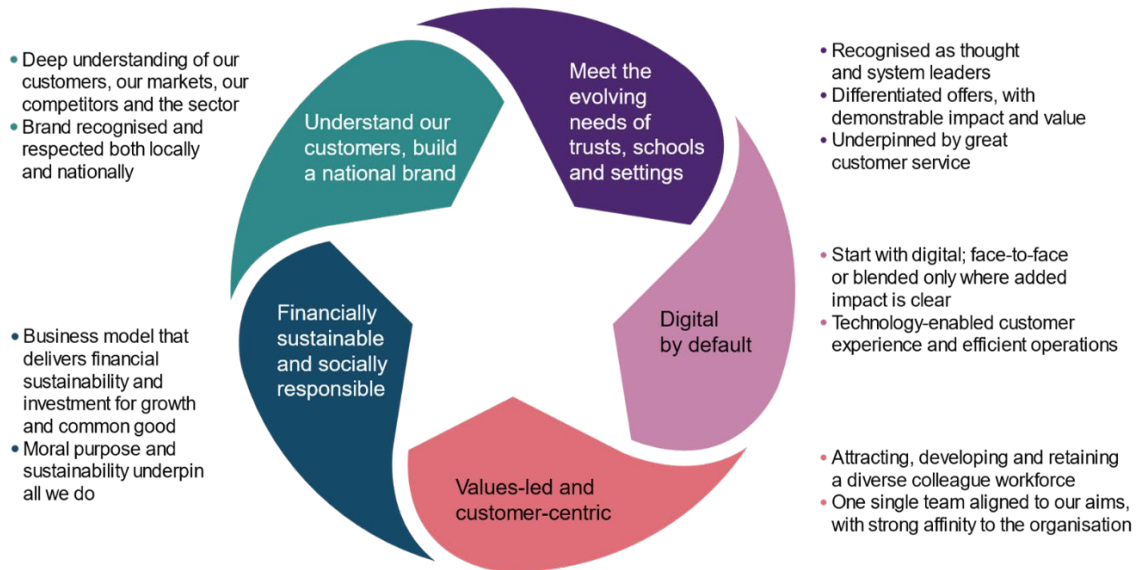 • Deep understanding of our
customers, our markets, our
competitors and the sector
• Brand recognised and
respected both locally
and nationally
Understand our
customers, build
a national brand
Meet the
evolving
needs of
trusts, schools
and settings
• Recognised as thought
and system leaders
• Differentiated offers, with
demonstrable impact and value
• Underpinned by great
customer service
• Start with digital; face-to-face
or blended only where added
impact is clear
• Technology-enabled customer
experience and efficient operations
Digital
by default
Financially
sustainable
and socially
responsible
• Business model that
delivers financial
sustainability and
investment for growth
and common good
• Moral purpose and
sustainability underpin
all we do
Values-led and
customer-centric
• Attracting, developing and retaining
a diverse colleague workforce
• One single team aligned to our aims,
with strong affinity to the organisation